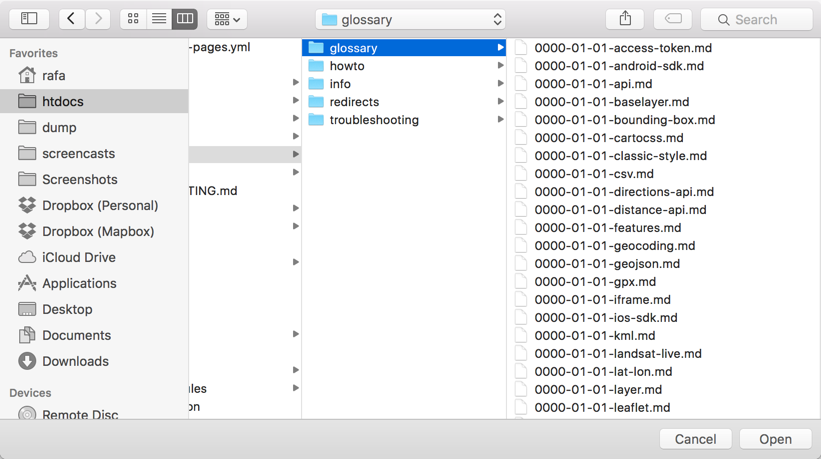 glossary
Search
Favorites
rafa
htdocs
dump
screencasts
Screenshots
Dropbox (Personal)
Dropbox (Mapbox)
iCloud Drive
Applications
Desktop
Documents
Downloads
Devices
Remote Disc
-pages.yml
TING.md
ules
on
glossary
howto
info
redirects
troubleshooting
0000-01-01-access-token.md
0000-01-01-android-sdk.md
0000-01-01-api.md
0000-01-01-baselayer.md
0000-01-01-bounding-box.md
0000-01-01-cartocss.md
0000-01-01-classic-style.md
0000-01-01-csv.md
0000-01-01-directions-api.md
0000-01-01-distance-api.md
0000-01-01-features.md
0000-01-01-geocoding.md
0000-01-01-geojson.md
0000-01-01-gpx.md
0000-01-01-iframe.md
0000-01-01-ios-sdk.md
0000-01-01-kml.md
0000-01-01-landsat-live.md
0000-01-01-lat-lon.md
0000-01-01-layer.md
0000-01-01-leaflet.md
Cancel
Open